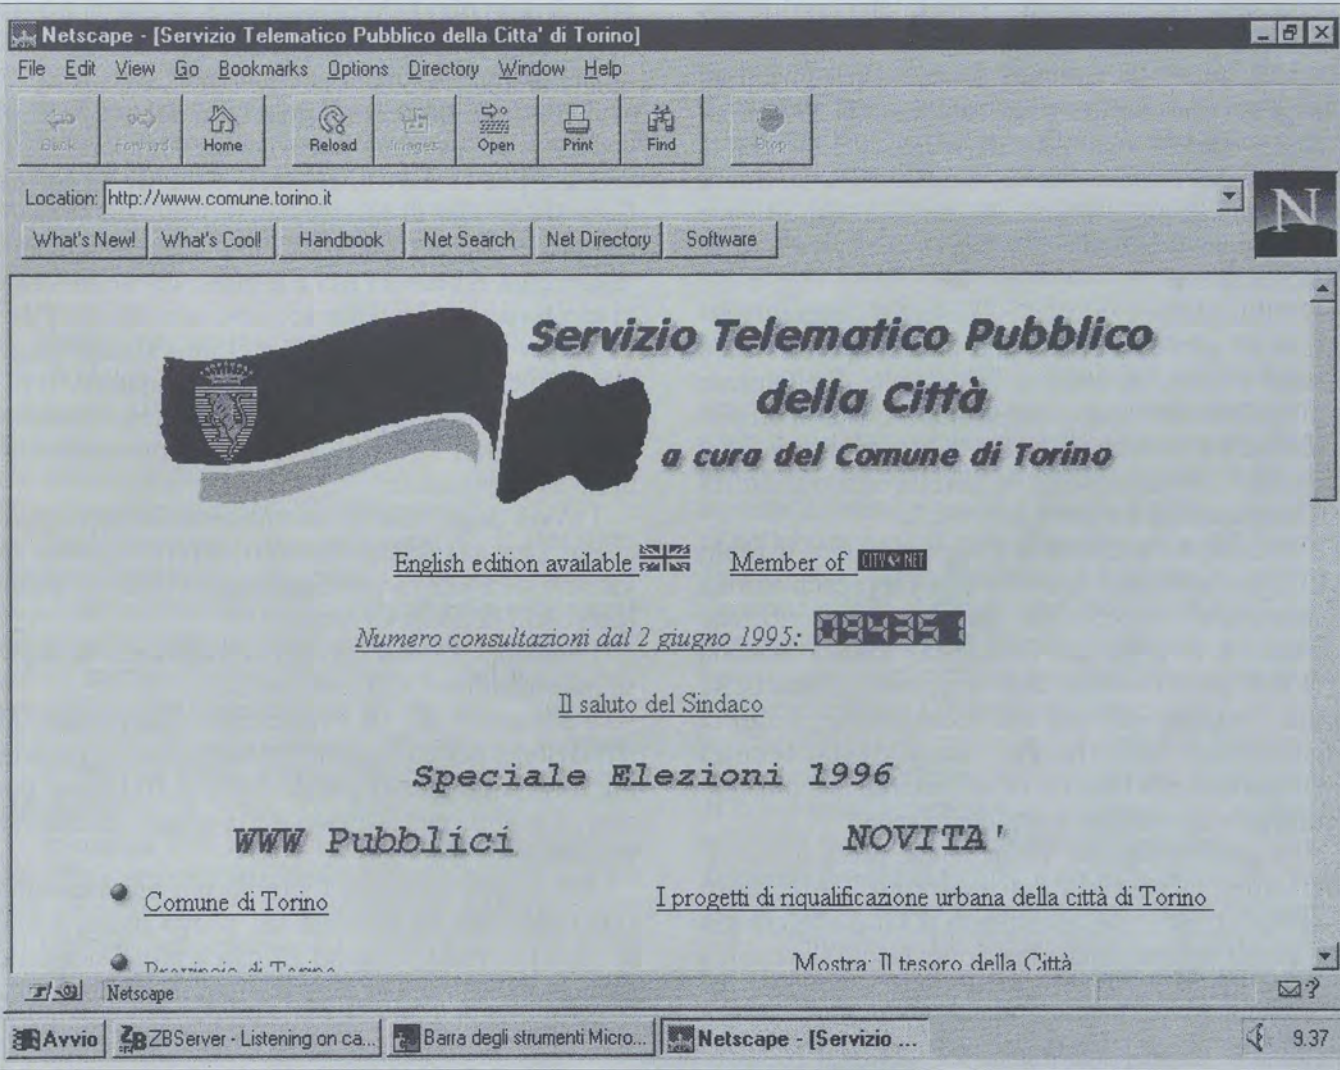 Netscape - [Servizio Telematico Pubblico della Citta' di Torino]
File Edit View Go Bookmarks Options Directory Window Help
Back Forward Home Reload Images Open Print Find Stop
Location: http://www.comune.torino.it
N
What's New! What's Cool! Handbook Net Search Net Directory Software
Servizio Telematico Pubblico
della Città
a cura del Comune di Torino
English edition available Member of CITY NET
Numero consultazioni dal 2 giugno 1995: 094351
Il saluto del Sindaco
Speciale Elezioni 1996
WWW Pubblici NOVITA'
Comune di Torino I progetti di riqualificazione urbana della città di Torino
Provincia di Torino Mostra: Il tesoro della Città
Netscape ?
Avvio ZBServer - Listening on ca... Barra degli strumenti Micro... Netscape - [Servizio ... 9.37